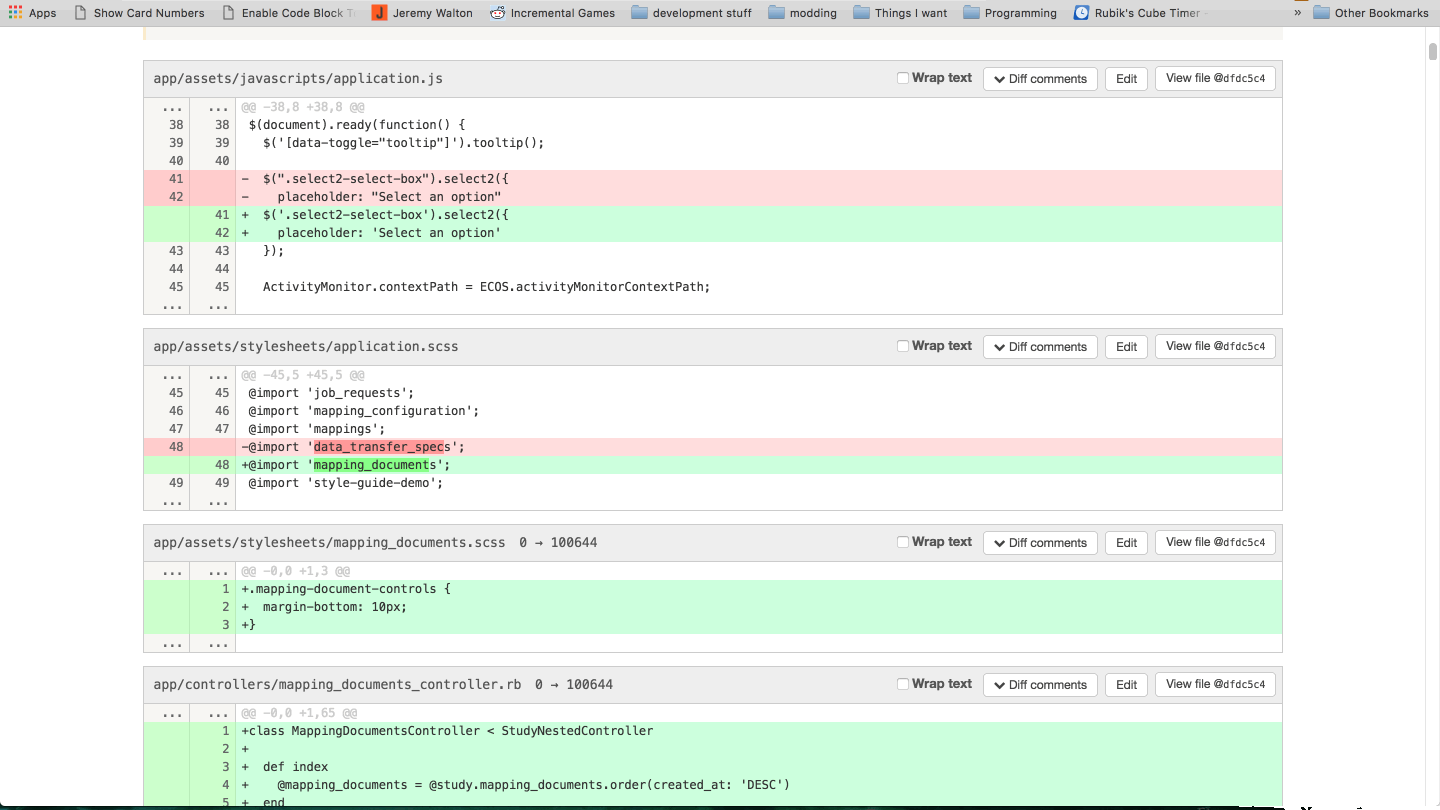 Apps Show Card Numbers Enable Code Block Jeremy Walton Incremental Games development stuff modding Things I want Programming Rubik's Cube Timer » Other Bookmarks
app/assets/javascripts/application.js Wrap text Diff comments Edit View file @dfdc5c4
... ... @@ -38,8 +38,8 @@
38 38 $(document).ready(function() {
39 39 $('[data-toggle="tooltip"]').tooltip();
40 40
41 - $(".select2-select-box").select2({
42 - placeholder: "Select an option"
41 + $('.select2-select-box').select2({
42 + placeholder: 'Select an option'
43 43 });
44 44
45 45 ActivityMonitor.contextPath = ECOS.activityMonitorContextPath;
... ...
app/assets/stylesheets/application.scss Wrap text Diff comments Edit View file @dfdc5c4
... ... @@ -45,5 +45,5 @@
45 45 @import 'job_requests';
46 46 @import 'mapping_configuration';
47 47 @import 'mappings';
48 -@import 'data_transfer_specs';
48 +@import 'mapping_documents';
49 49 @import 'style-guide-demo';
... ...
app/assets/stylesheets/mapping_documents.scss 0 → 100644 Wrap text Diff comments Edit View file @dfdc5c4
... ... @@ -0,0 +1,3 @@
1 +.mapping-document-controls {
2 + margin-bottom: 10px;
3 +}
... ...
app/controllers/mapping_documents_controller.rb 0 → 100644 Wrap text Diff comments Edit View file @dfdc5c4
... ... @@ -0,0 +1,65 @@
1 +class MappingDocumentsController < StudyNestedController
2 +
3 + def index
4 + @mapping_documents = @study.mapping_documents.order(created_at: 'DESC')
5 + end